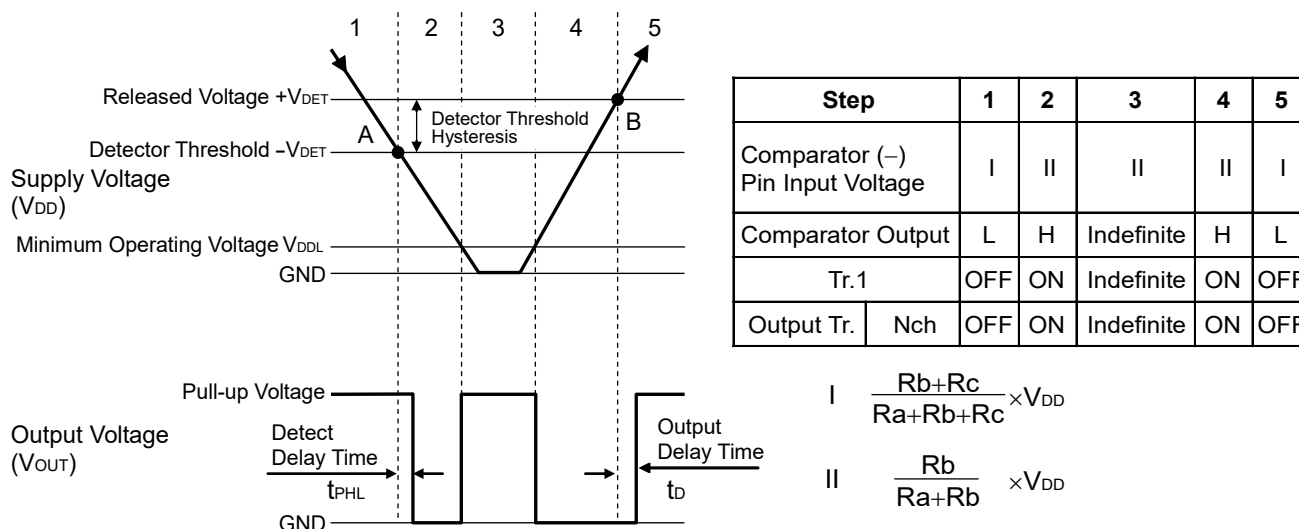 1 2 3 4 5
Released Voltage +VDET
A
Detector Threshold
Hysteresis
B
Detector Threshold –VDET
Supply Voltage
(VDD)
Minimum Operating Voltage VDDL
GND
Pull-up Voltage
Output Voltage
(VOUT)
Detect
Delay Time
tPHL
Output
Delay Time
tD
GND
Step 1 2 3 4 5
Comparator (–)
Pin Input Voltage
I II II II I
Comparator Output L H Indefinite H L
Tr.1 OFF ON Indefinite ON OFF
Output Tr. Nch OFF ON Indefinite ON OFF
I
Rb+Rc
Ra+Rb+Rc
×VDD
II
Rb
Ra+Rb
×VDD